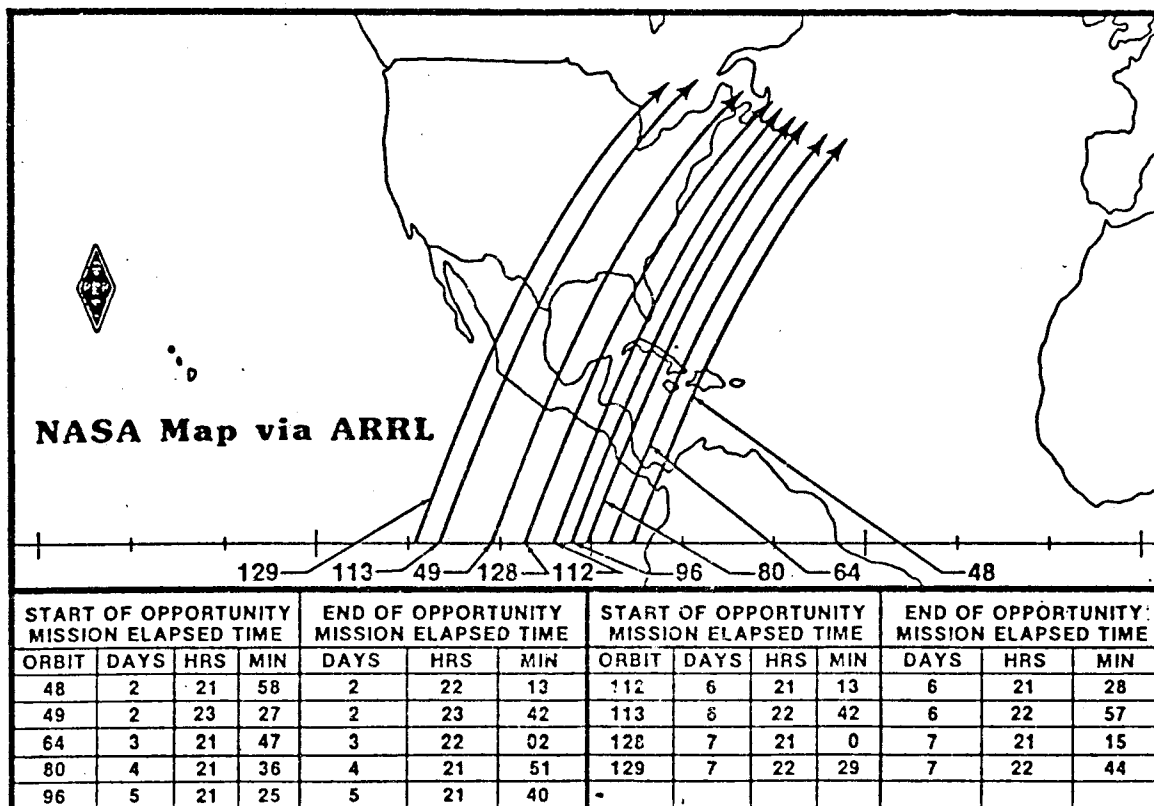 NASA Map via ARRL
129 113 49 128 112 96 80 64 48
START OF OPPORTUNITY MISSION ELAPSED TIME END OF OPPORTUNITY MISSION ELAPSED TIME START OF OPPORTUNITY MISSION ELAPSED TIME END OF OPPORTUNITY MISSION ELAPSED TIME
ORBIT DAYS HRS MIN DAYS HRS MIN ORBIT DAYS HRS MIN DAYS HRS MIN
48 2 21 58 2 22 13 112 6 21 13 6 21 28
49 2 23 27 2 23 42 113 6 22 42 6 22 57
64 3 21 47 3 22 02 128 7 21 0 7 21 15
80 4 21 36 4 21 51 129 7 22 29 7 22 44
96 5 21 25 5 21 40